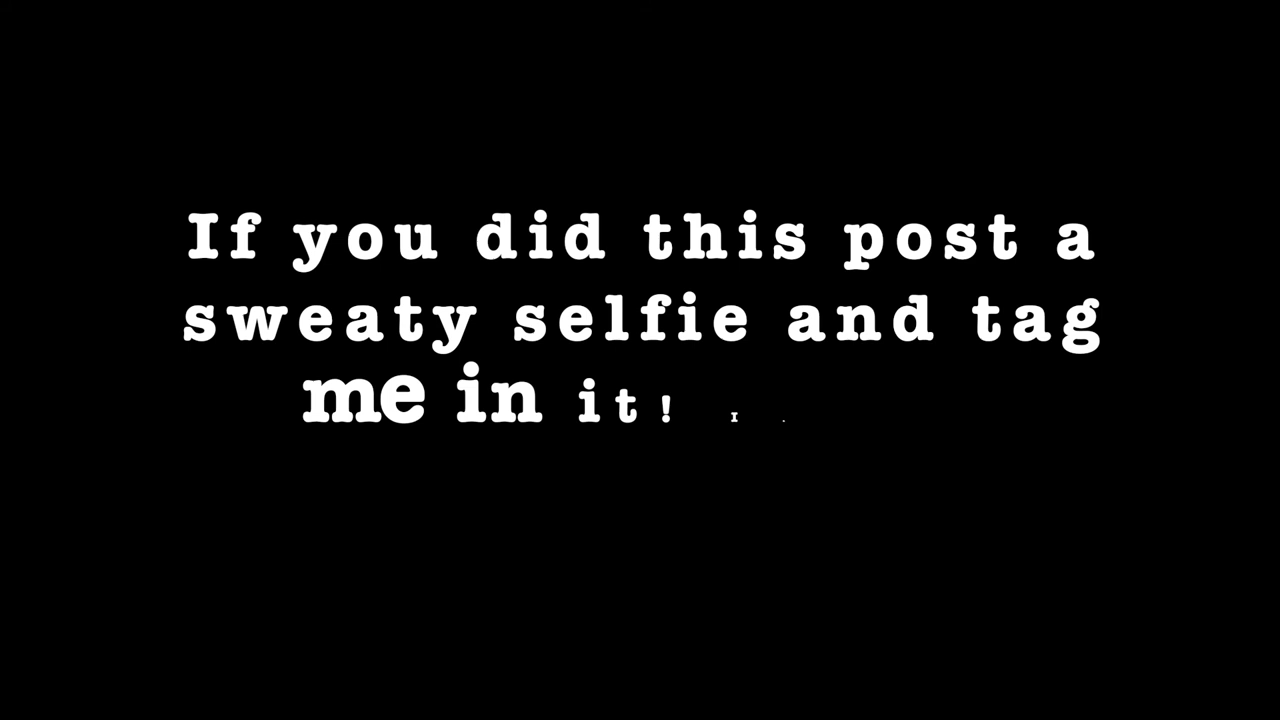 If you did this post a
sweaty selfie and tag
me in it! I